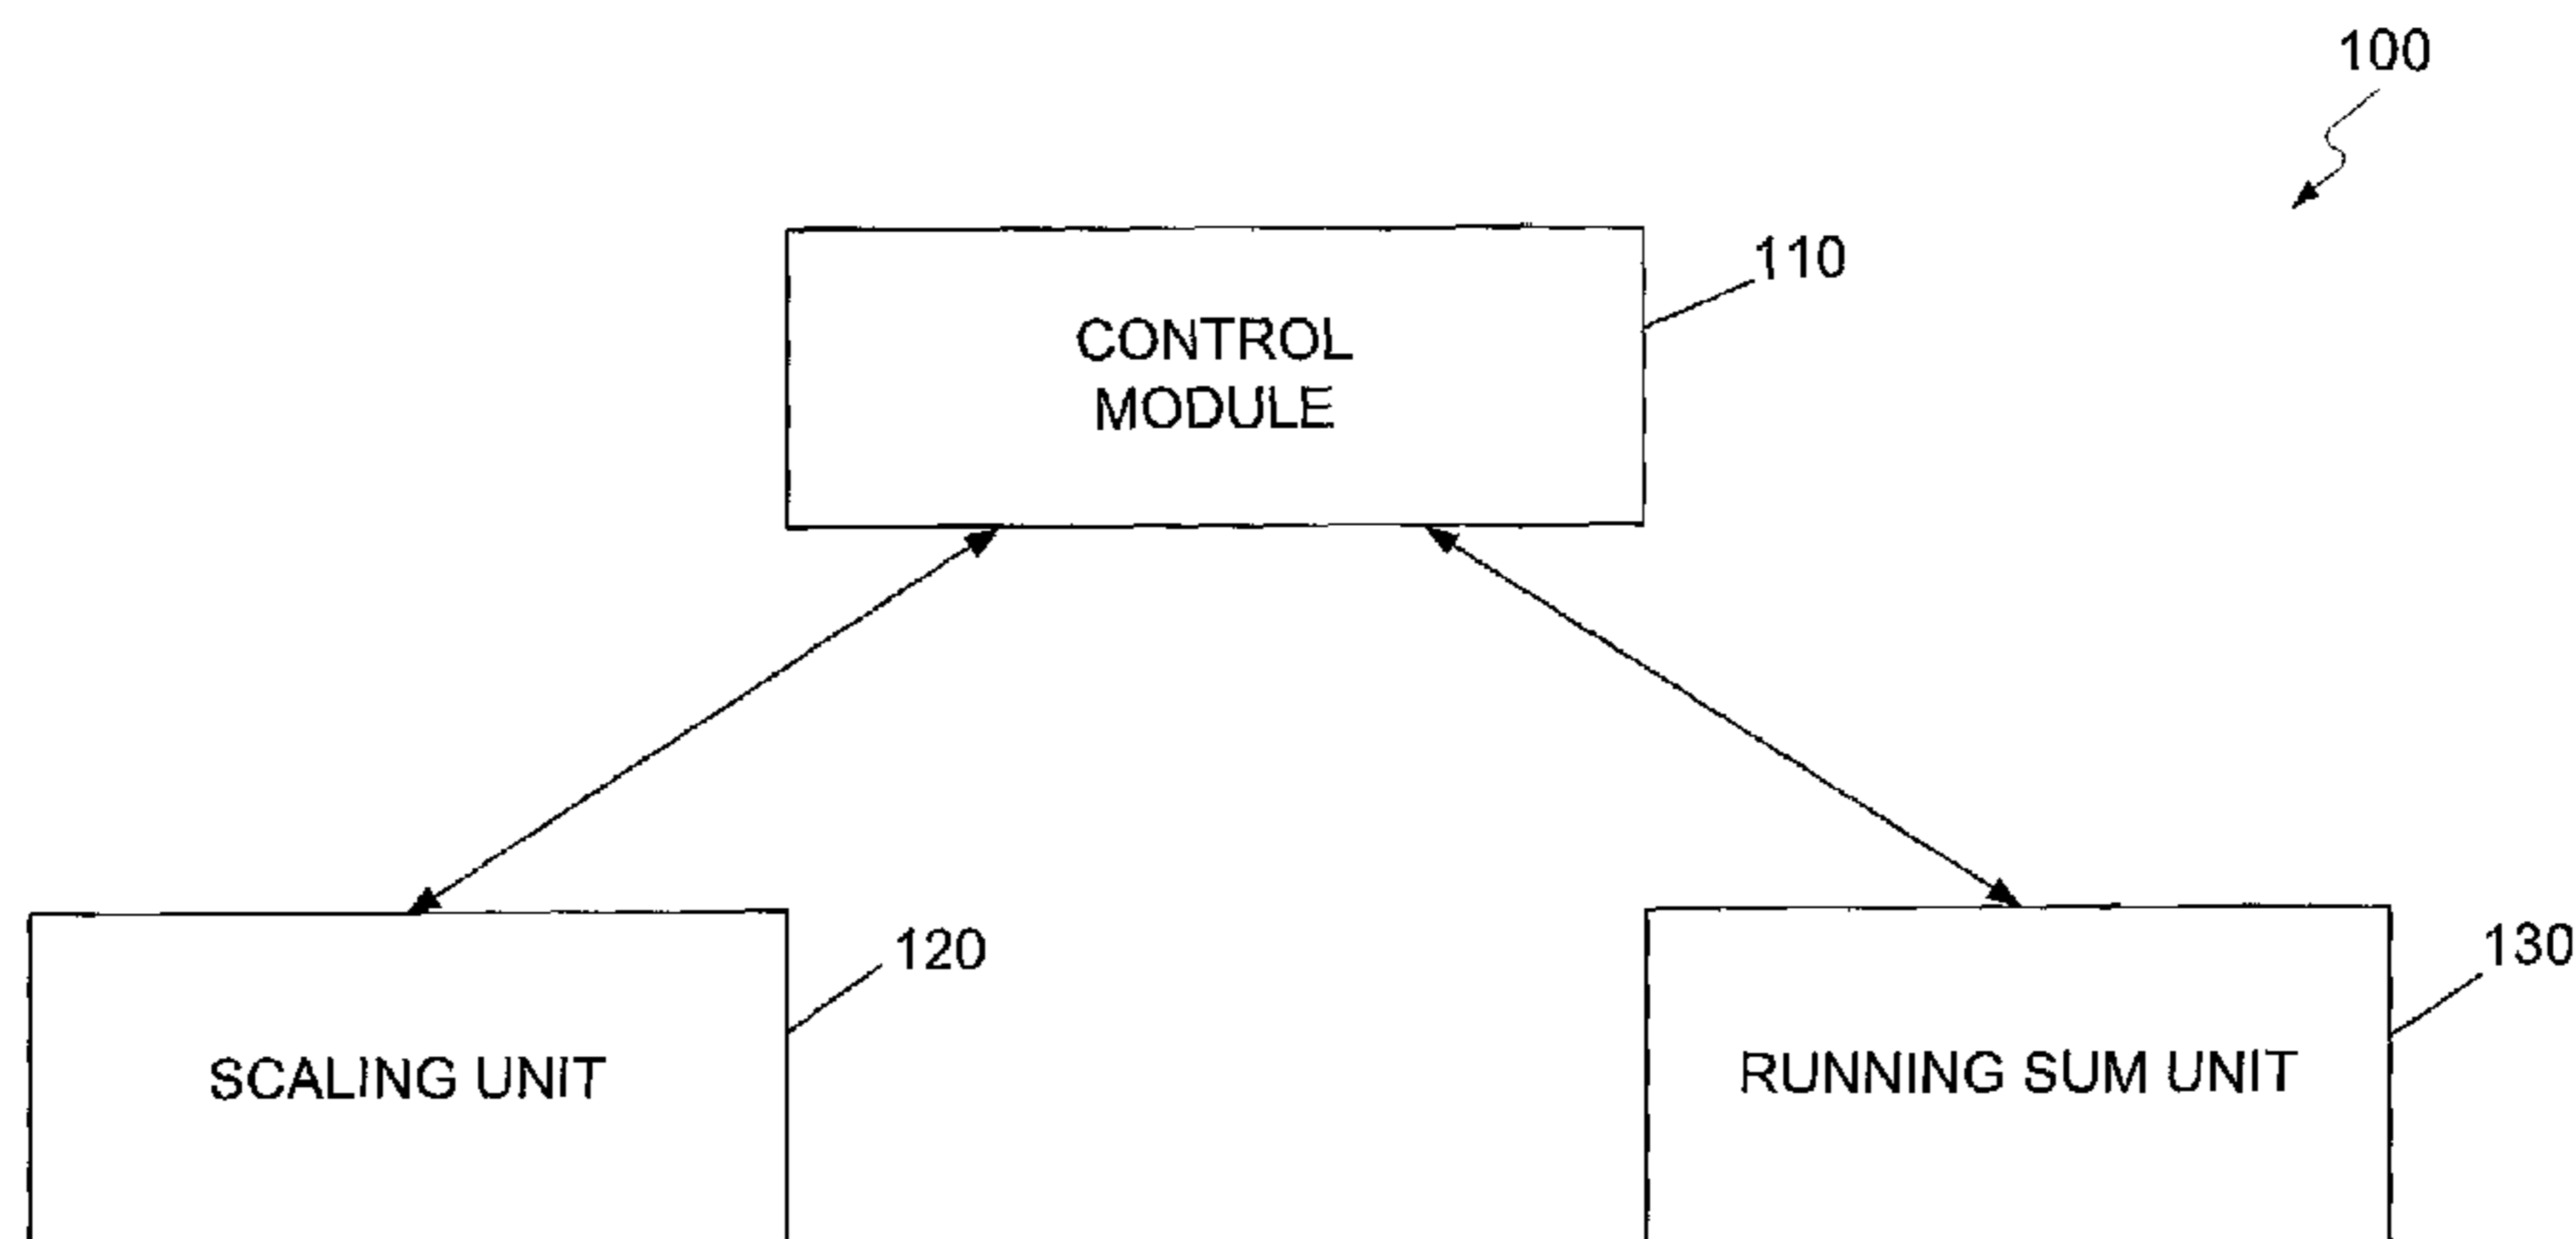 100
110
CONTROL
MODULE
120
130
SCALING UNIT
RUNNING SUM UNIT